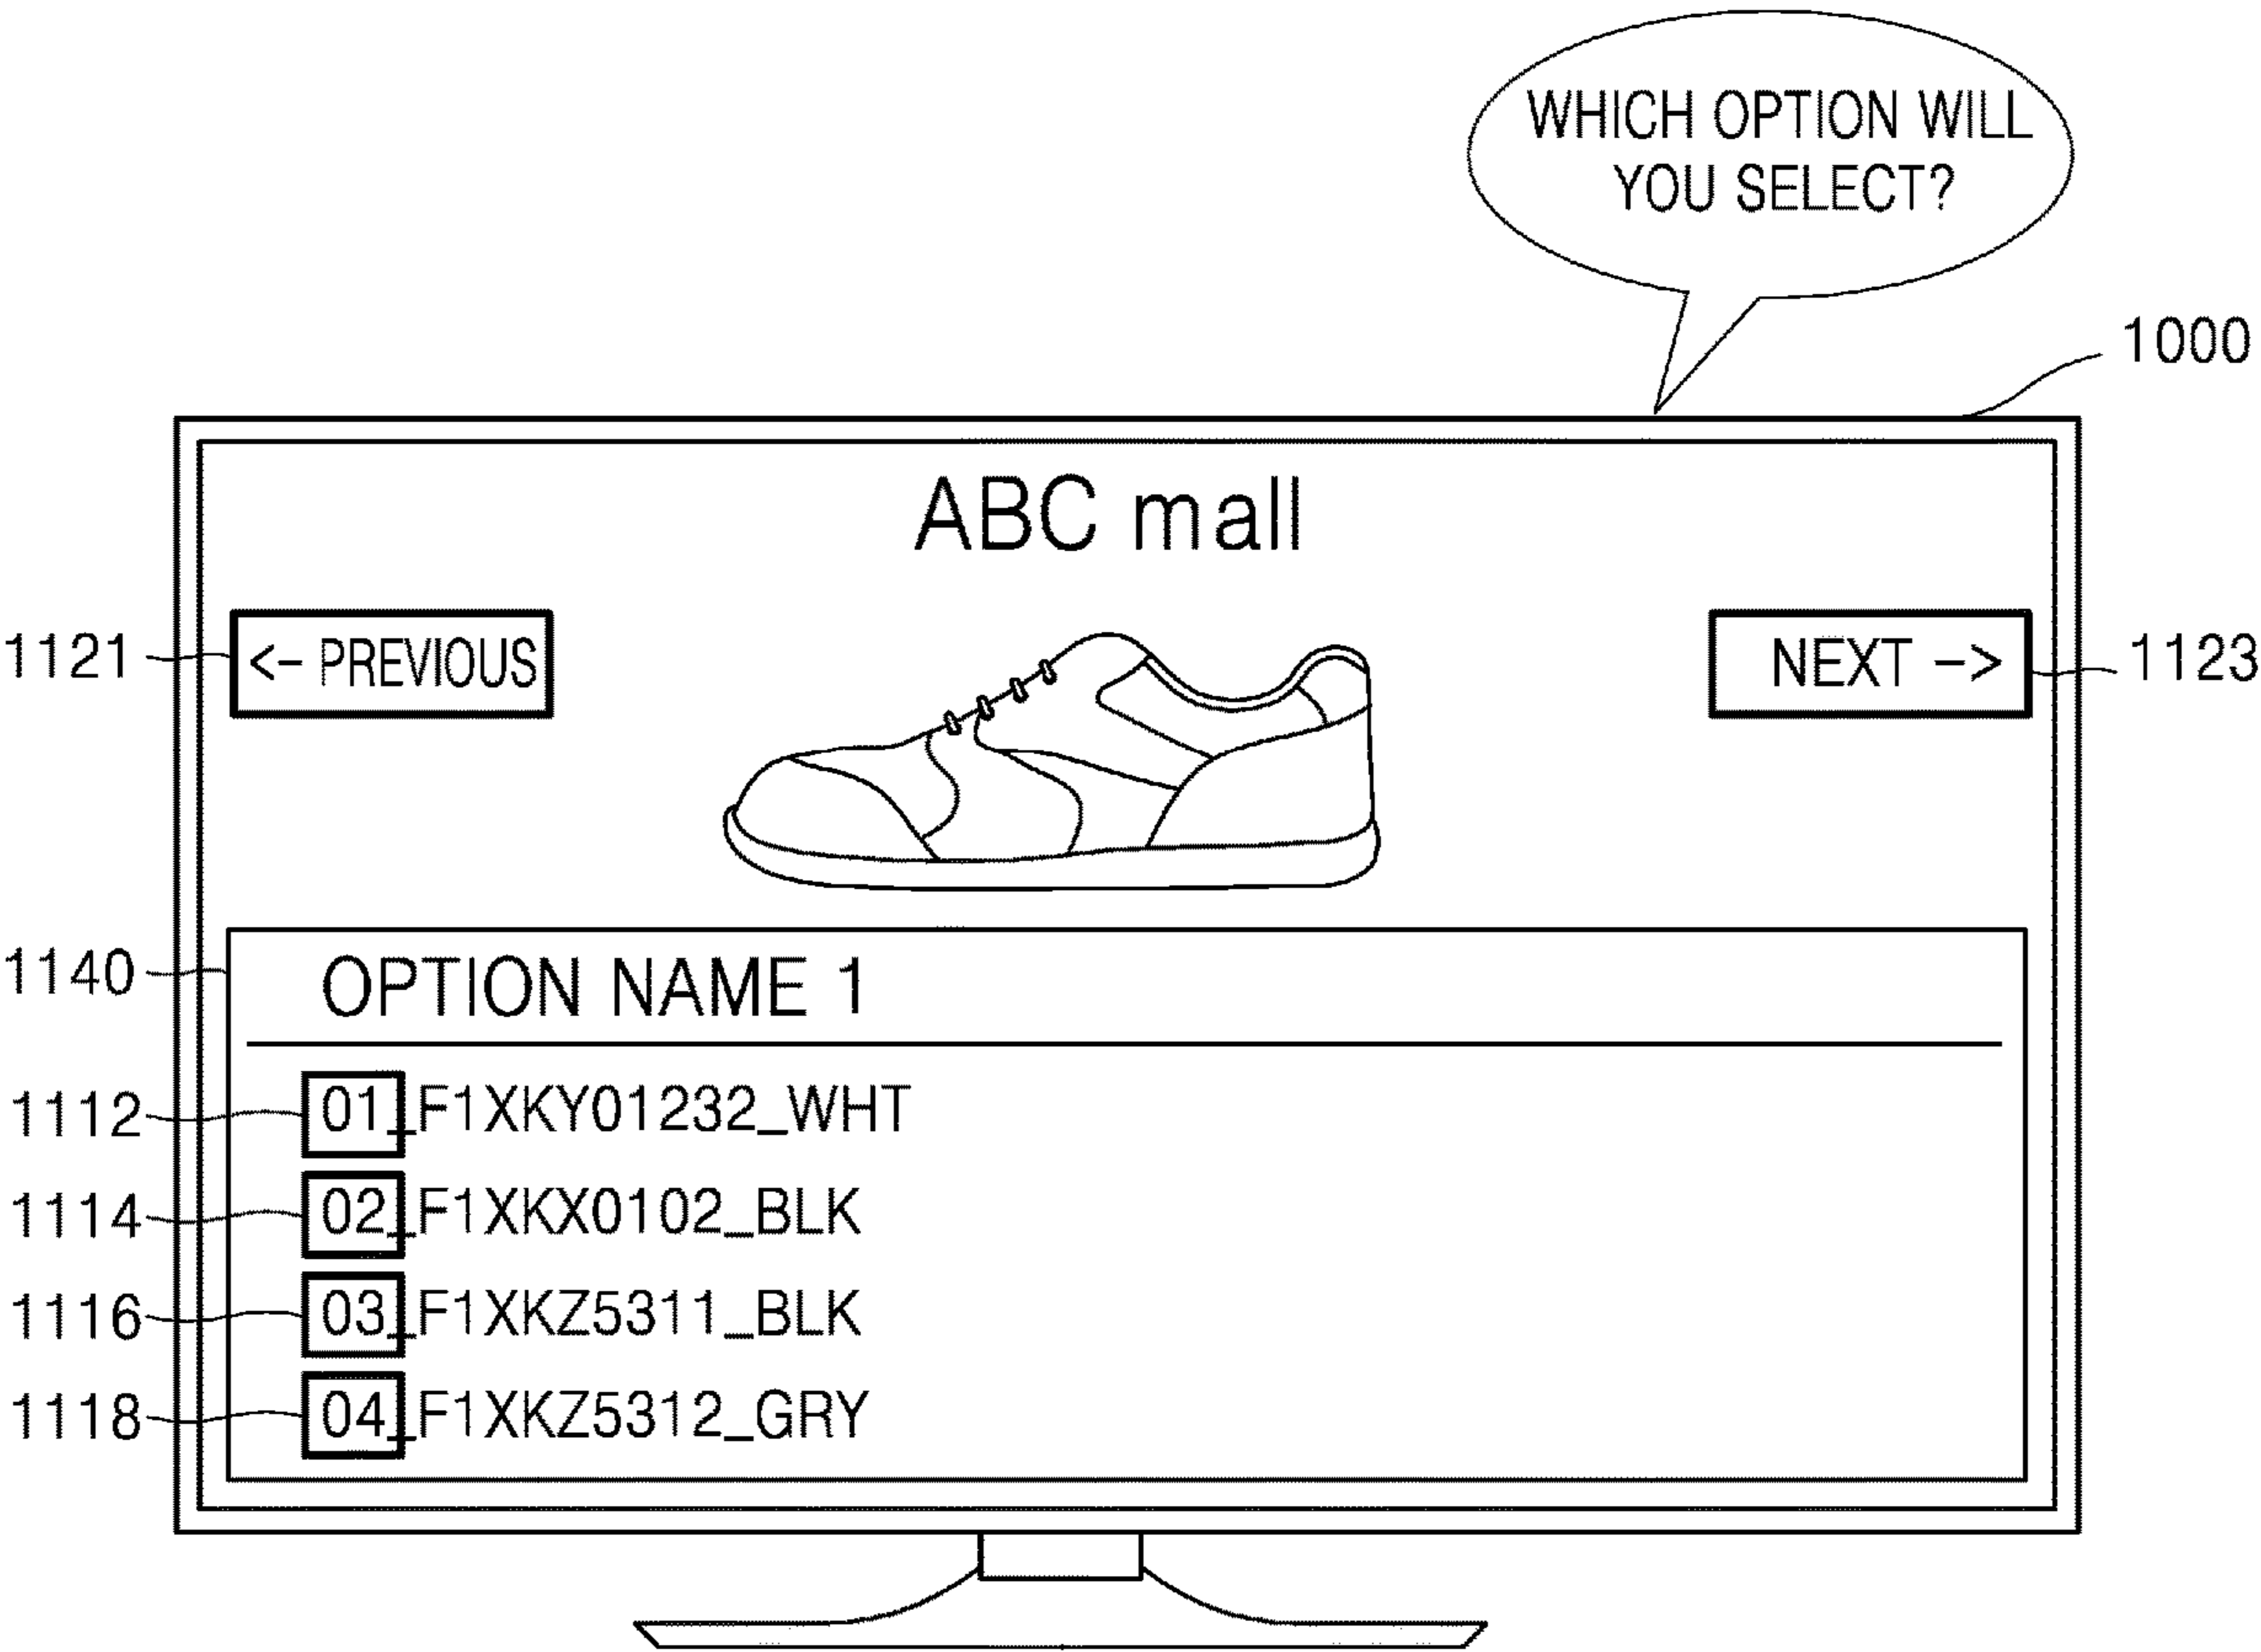 WHICH OPTION WILL
YOU SELECT?
1000
ABC mall
1121
<- PREVIOUS
NEXT ->
1123
1140
OPTION NAME 1
1112
01_F1XKY01232_WHT
1114
02_F1XKX0102_BLK
1116
03_F1XKZ5311_BLK
1118
04_F1XKZ5312_GRY